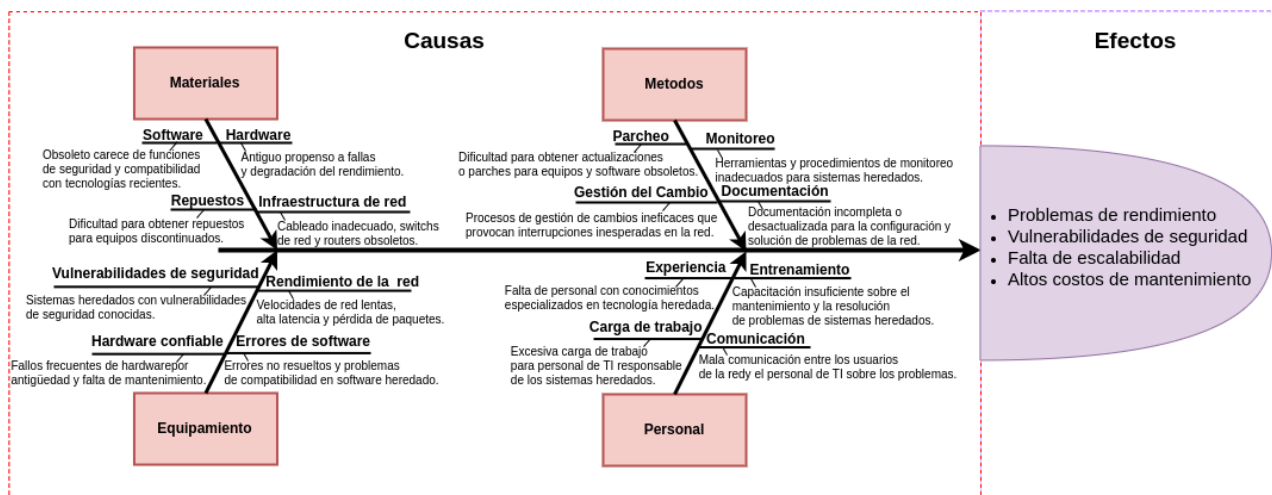 Causas
Efectos
Materiales
Software
Obsoleto carece de funciones
de seguridad y compatibilidad
con tecnologías recientes.
Hardware
Antiguo propenso a fallas
y degradación del rendimiento.
Repuestos
Dificultad para obtener repuestos
para equipos discontinuados.
Infraestructura de red
Cableado inadecuado, switchs
de red y routers obsoletos.
Metodos
Parcheo
Dificultad para obtener actualizaciones
o parches para equipos y software obsoletos.
Monitoreo
Herramientas y procedimientos de monitoreo
inadecuados para sistemas heredados.
Gestión del Cambio
Procesos de gestión de cambios ineficaces que
provocan interrupciones inesperadas en la red.
Documentación
Documentación incompleta o
desactualizada para la configuración y
solución de problemas de la red.
Vulnerabilidades de seguridad
Sistemas heredados con vulnerabilidades
de seguridad conocidas.
Rendimiento de la red
Velocidades de red lentas,
alta latencia y pérdida de paquetes.
Hardware confiable
Fallos frecuentes de hardwarepor
antigüedad y falta de mantenimiento.
Errores de software
Errores no resueltos y problemas
de compatibilidad en software heredado.
Equipamiento
Experiencia
Falta de personal con conocimientos
especializados en tecnología heredada.
Entrenamiento
Capacitación insuficiente sobre el
mantenimiento y la resolución
de problemas de sistemas heredados.
Carga de trabajo
Excesiva carga de trabajo
para personal de TI responsable
de los sistemas heredados.
Comunicación
Mala comunicación entre los usuarios
de la redy el personal de TI sobre los problemas.
Personal
• Problemas de rendimiento
• Vulnerabilidades de seguridad
• Falta de escalabilidad
• Altos costos de mantenimiento